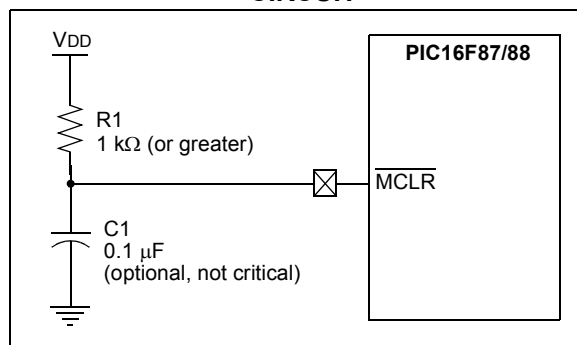 VDD
PIC16F87/88
R1
1 kΩ (or greater)
MCLR
C1
0.1 μF
(optional, not critical)